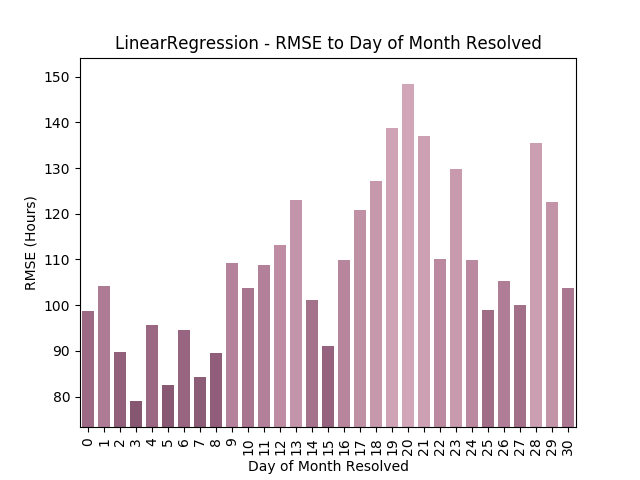 LinearRegression - RMSE to Day of Month Resolved
150
140
130
120
110
100
90
80
RMSE (Hours)
0 1 2 3 4 5 6 7 8 9 10 11 12 13 14 15 16 17 18 19 20 21 22 23 24 25 26 27 28 29 30
Day of Month Resolved